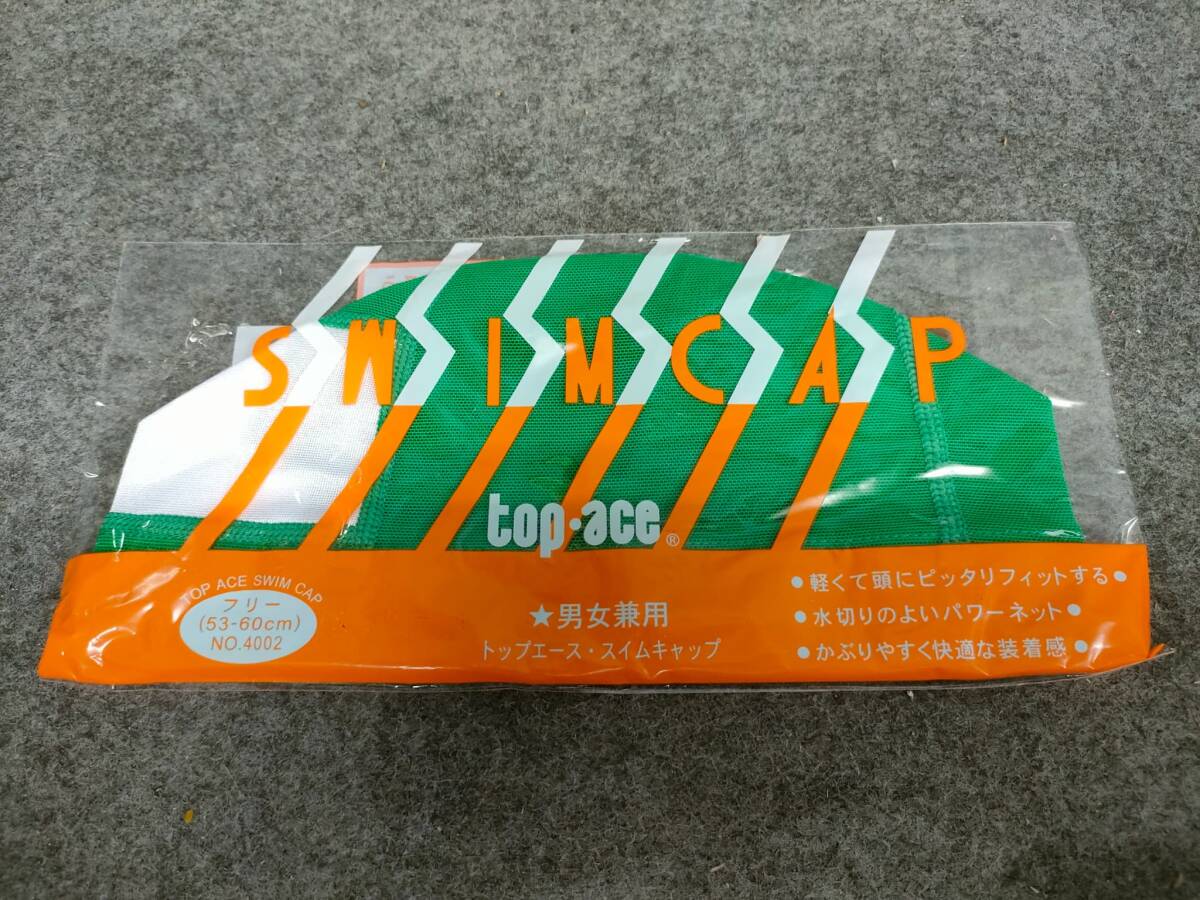 SWIMCAP
top·ace®
TOP ACE SWIM CAP
フリー
(53-60cm)
NO.4002
★男女兼用
トップエース・スイムキャップ
●軽くて頭にピッタリフィットする●
●水切りのよいパワーネット●
●かぶりやすく快適な装着感●